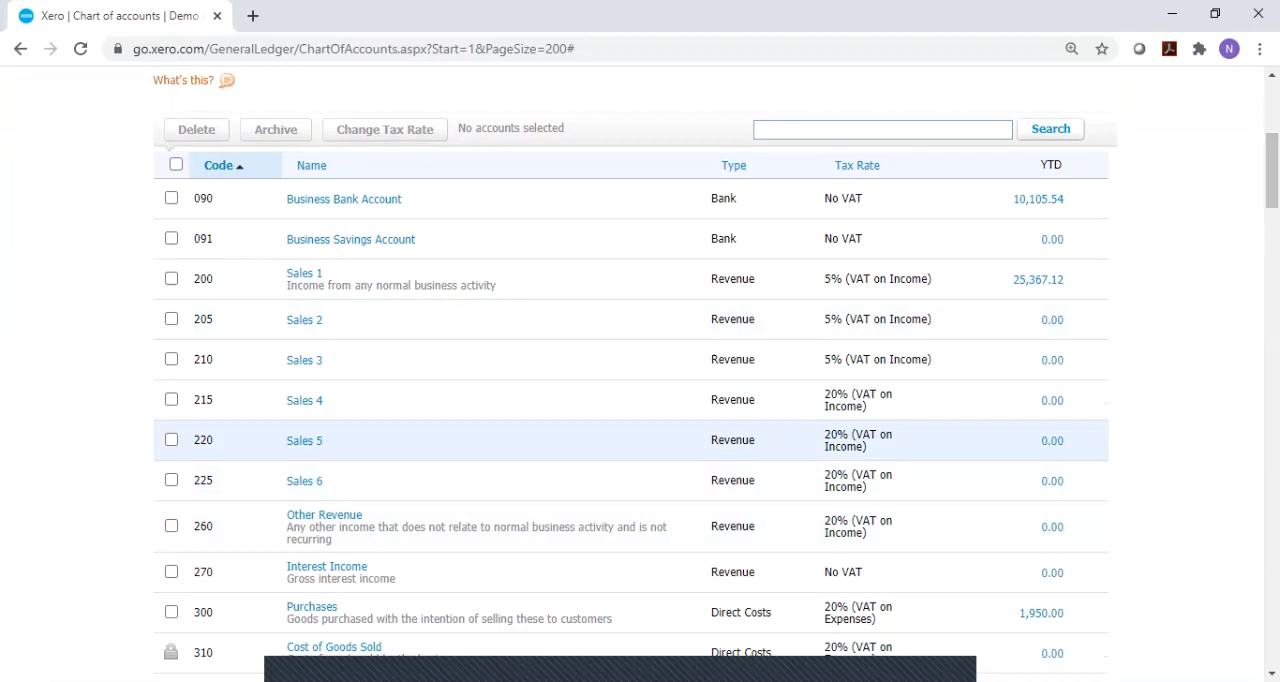 Xero | Chart of accounts | Demo
go.xero.com/GeneralLedger/ChartOfAccounts.aspx?Start=1&PageSize=200#
N
What's this?
Delete Archive Change Tax Rate No accounts selected Search
Code Name Type Tax Rate YTD
090 Business Bank Account Bank No VAT 10,105.54
091 Business Savings Account Bank No VAT 0.00
200 Sales 1 Revenue 5% (VAT on Income) 25,367.12
Income from any normal business activity
205 Sales 2 Revenue 5% (VAT on Income) 0.00
210 Sales 3 Revenue 5% (VAT on Income) 0.00
215 Sales 4 Revenue 20% (VAT on 0.00
Income)
220 Sales 5 Revenue 20% (VAT on 0.00
Income)
225 Sales 6 Revenue 20% (VAT on 0.00
Income)
260 Other Revenue Revenue 20% (VAT on 0.00
Any other income that does not relate to normal business activity and is not Income)
recurring
270 Interest Income Revenue No VAT 0.00
Gross interest income
300 Purchases Direct Costs 20% (VAT on 1,950.00
Goods purchased with the intention of selling these to customers Expenses)
310 Cost of Goods Sold Direct Costs 20% (VAT on 0.00